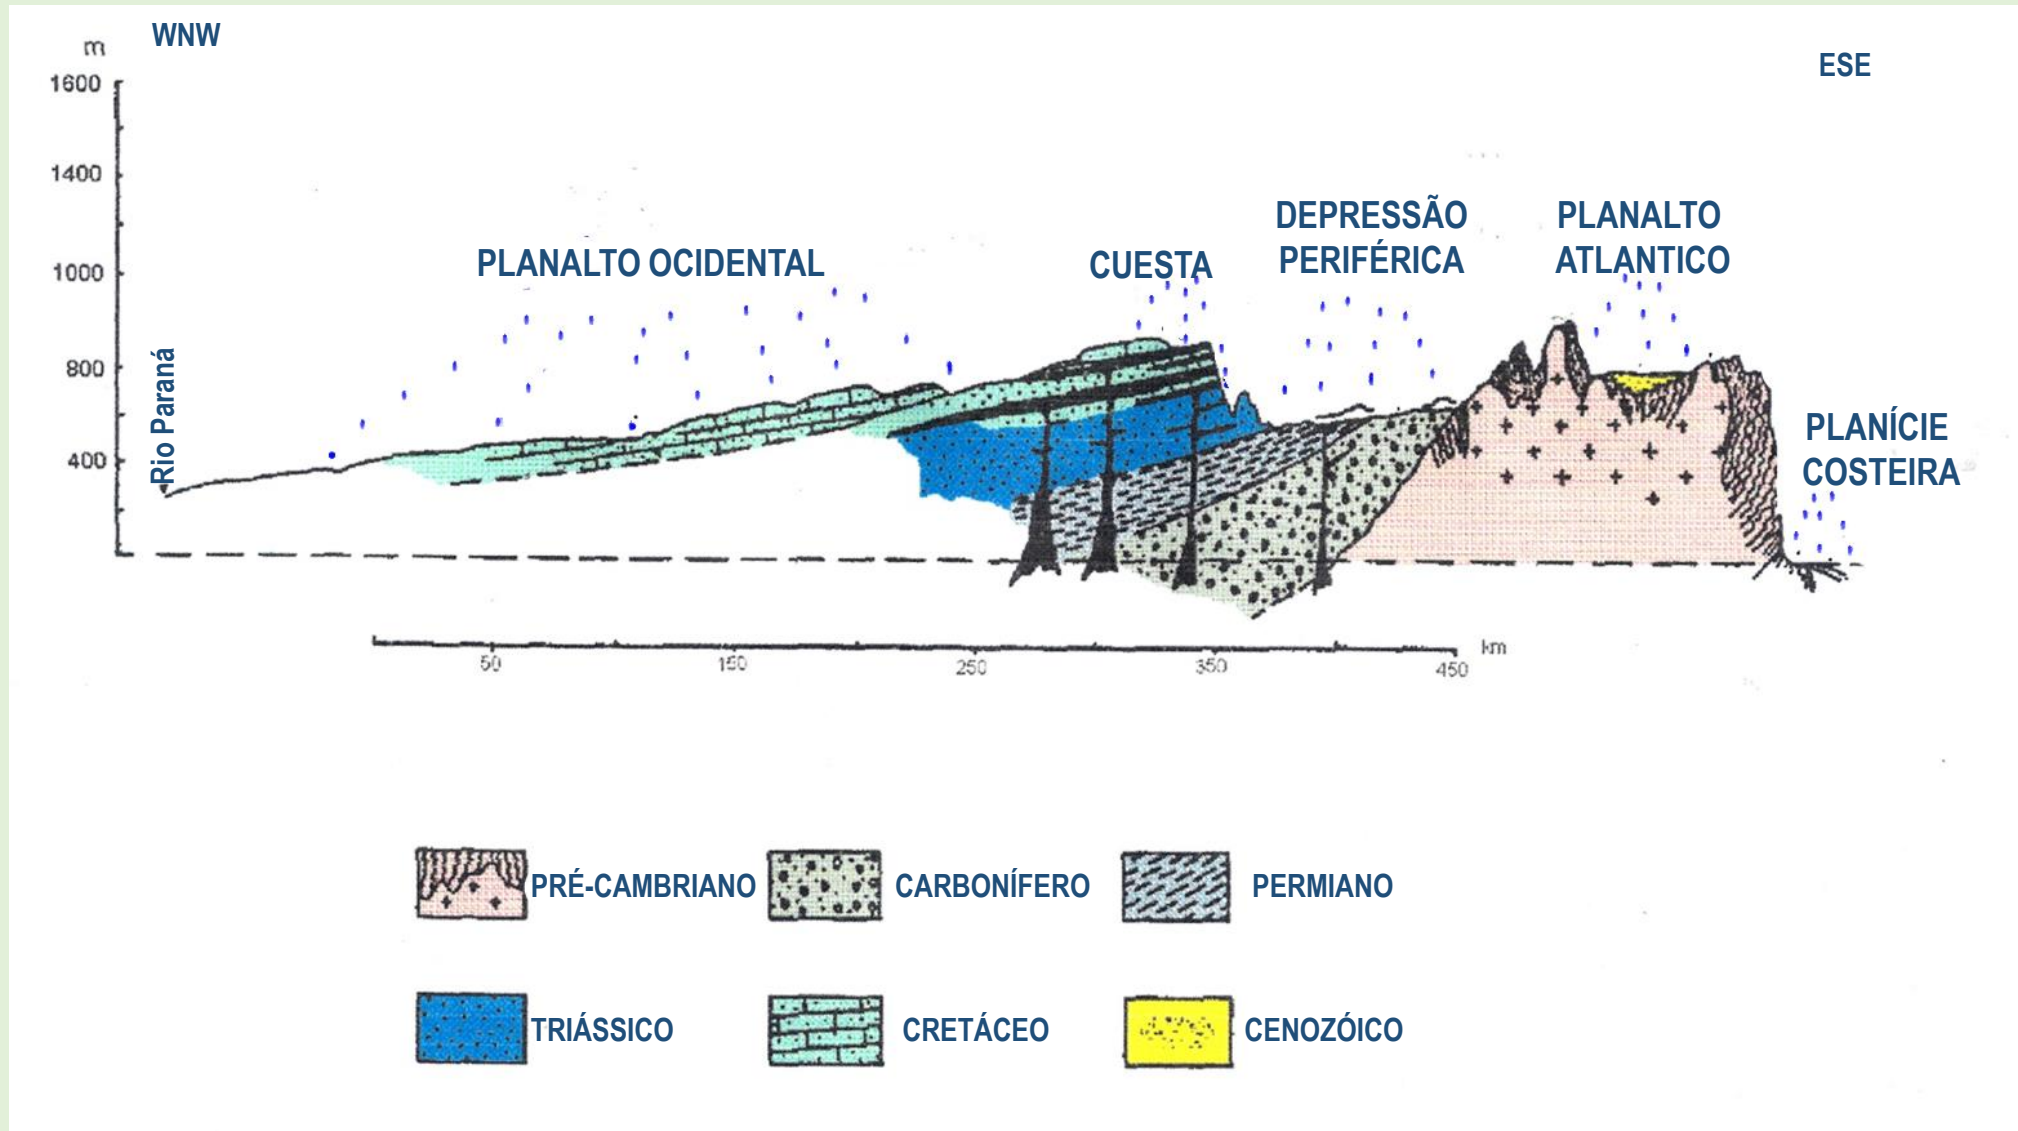 WNW
ESE
m
1600
1400
1000
800
400
Rio Paraná
PLANALTO OCIDENTAL
CUESTA
DEPRESSÃO
PERIFÉRICA
PLANALTO
ATLANTICO
PLANÍCIE
COSTEIRA
50
150
250
350
450
km
PRÉ-CAMBRIANO
CARBONÍFERO
PERMIANO
TRIÁSSICO
CRETÁCEO
CENOZÓICO